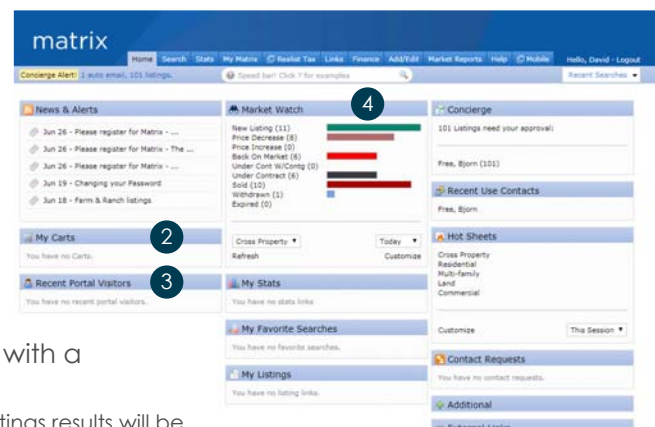 matrix
Home Search Stats My Matrix Realist Tax Links Finance Add/Edit Market Reports Help Mobile Hello, David - Logout
Concierge Alert! 1 auto email, 101 listings. Speed bar! Click ? for examples Recent Searches
News & Alerts
Jun 26 - Please register for Matrix - ...
Jun 26 - Please register for Matrix - The ...
Jun 26 - Please register for Matrix - ...
Jun 19 - Changing your Password
Jun 18 - Farm & Ranch listings
My Carts 2
You have no Carts.
Recent Portal Visitors 3
You have no recent portal visitors.
Market Watch 4
New Listing (11)
Price Decrease (8)
Price Increase (0)
Back On Market (6)
Under Cont W/Contg (0)
Under Contract (6)
Sold (10)
Withdrawn (1)
Expired (0)
Cross Property Today
Refresh Customize
My Stats
You have no stats links
My Favorite Searches
You have no favorite searches.
My Listings
You have no listing links.
Concierge
101 Listings need your approval:
Free, Bjorn (101)
Recent Use Contacts
Free, Bjorn
Hot Sheets
Cross Property
Residential
Multi-family
Land
Commercial
Customize This Session
Contact Requests
You have no contact requests.
Additional
External Links
with a
tings results will be